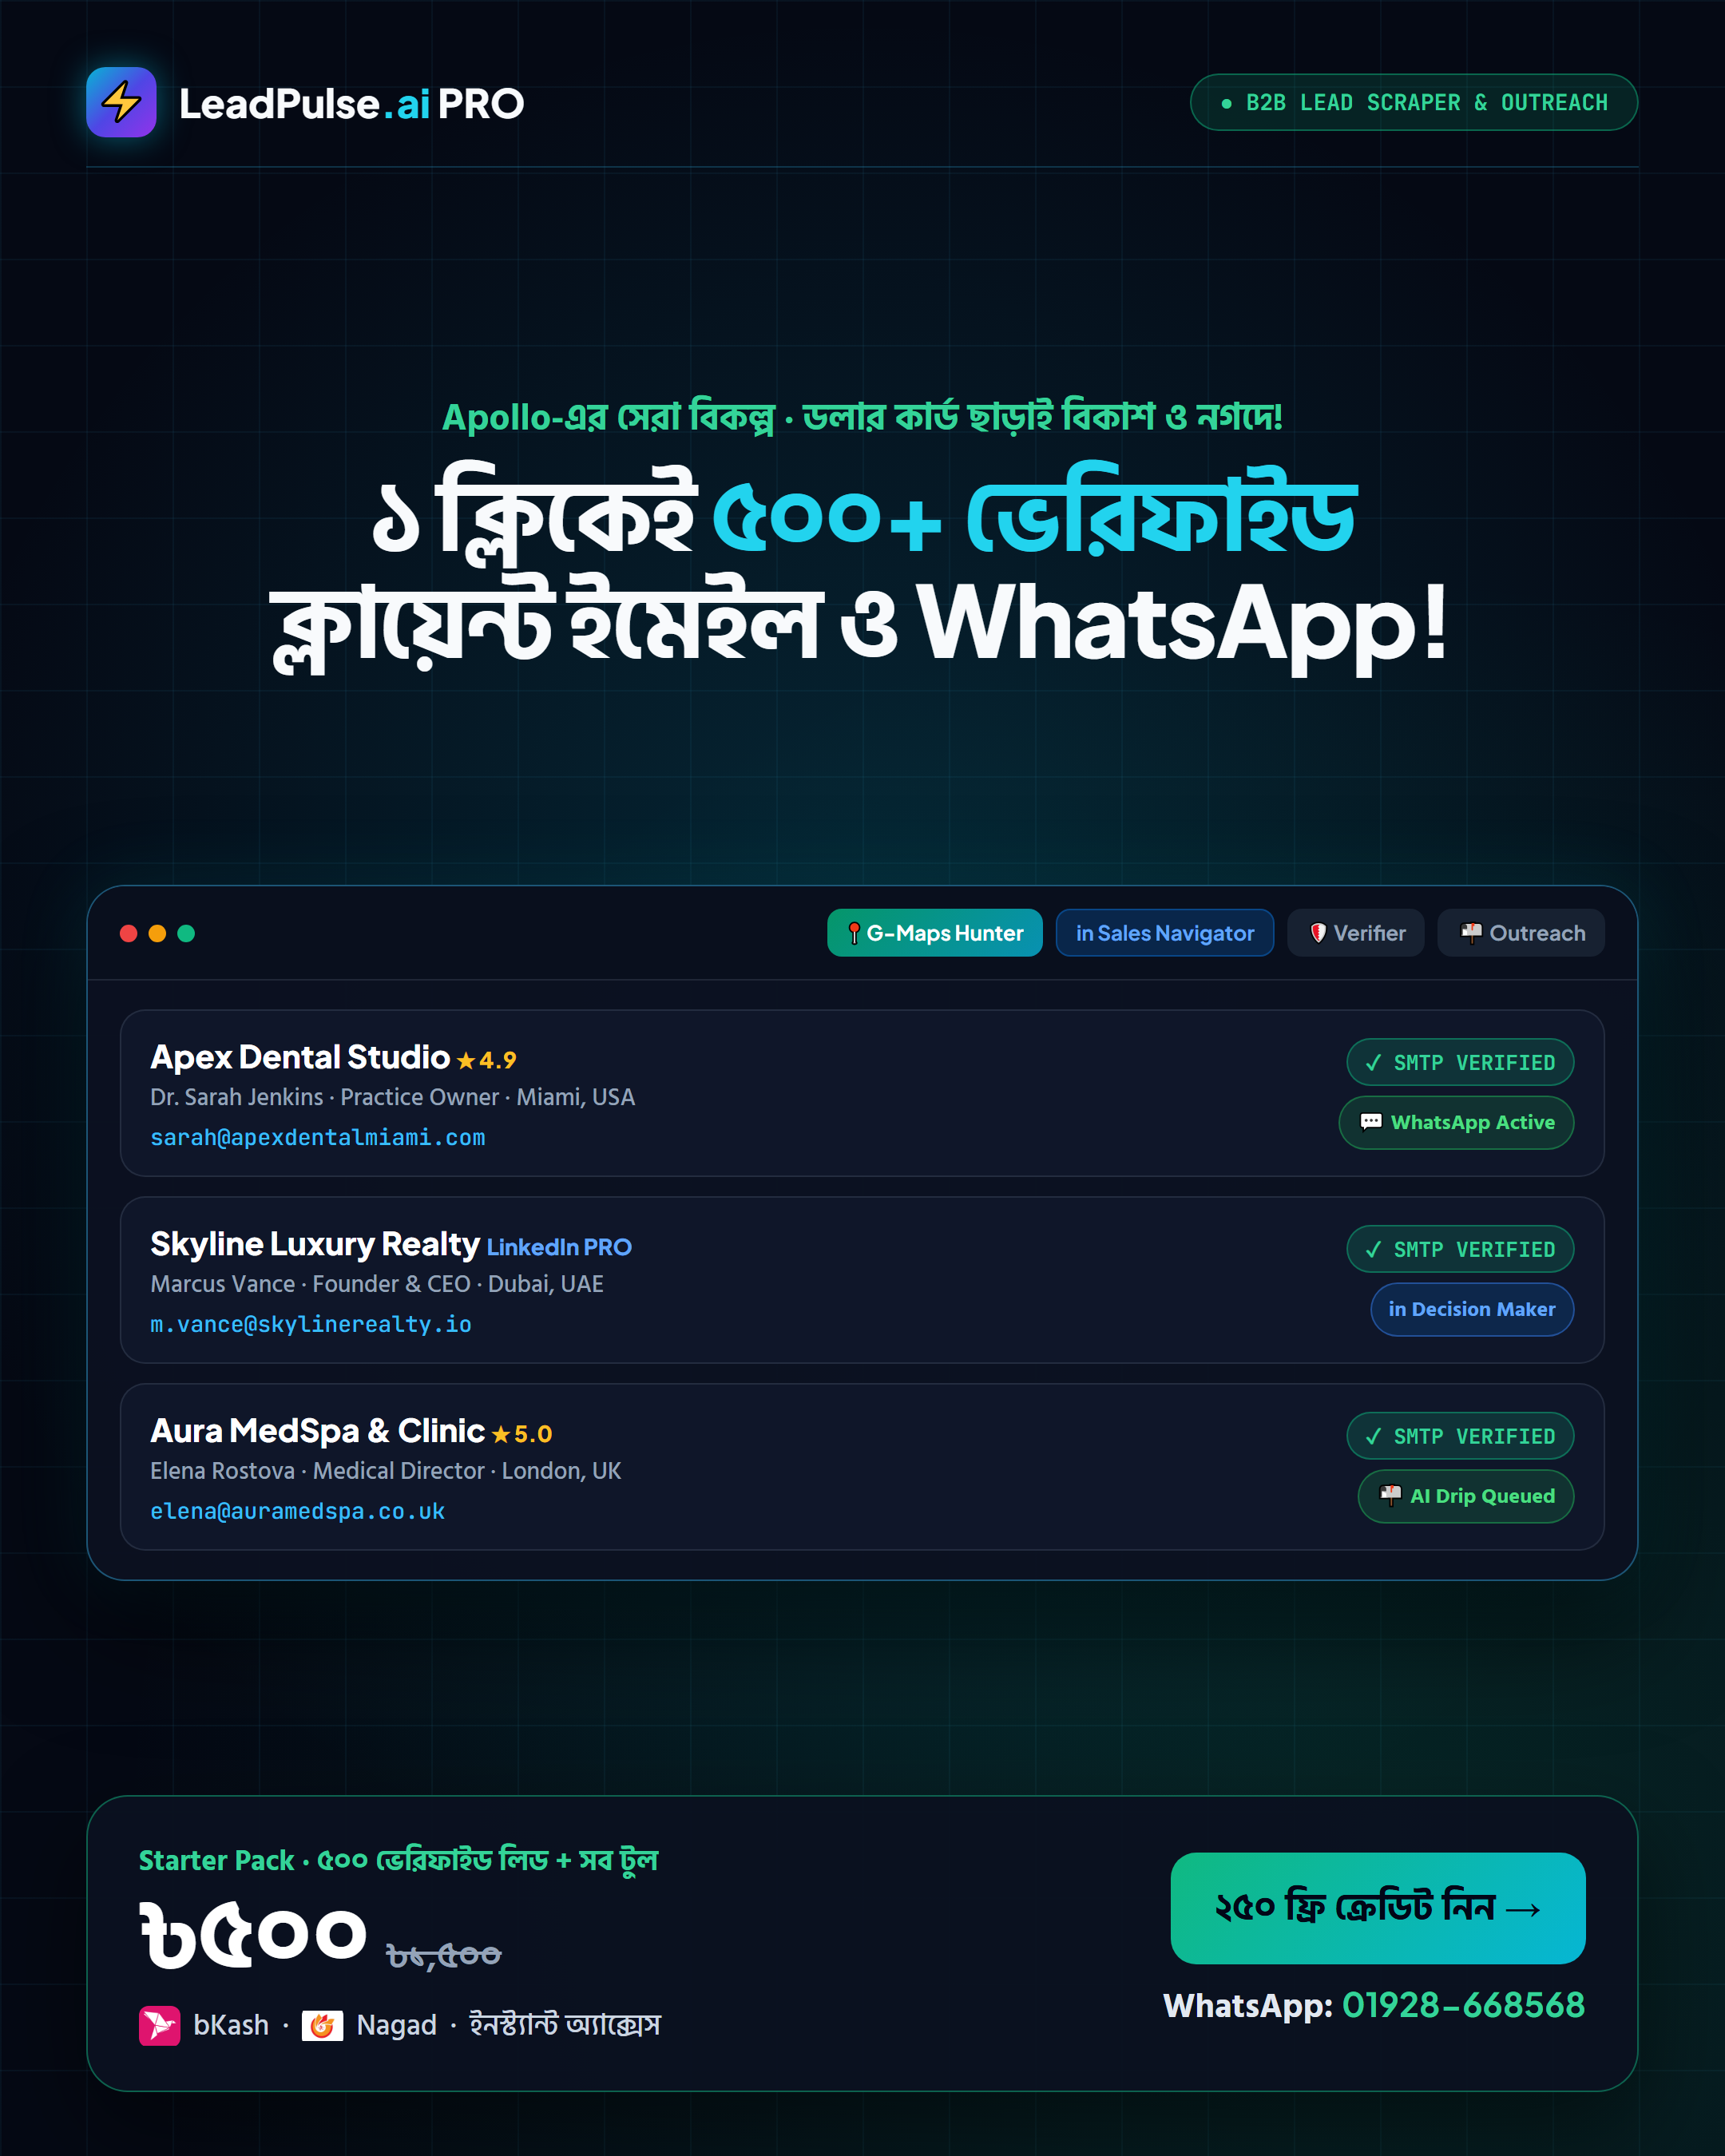 LeadPulse.ai PRO
● B2B LEAD SCRAPER & OUTREACH
Apollo-এর সেরা বিকল্প · ডলার কার্ড ছাড়াই বিকাশ ও নগদে!
১ ক্লিকেই ৫০০+ ভেরিফাইড
ক্লায়েন্ট ইমেইল ও WhatsApp!
📍 G-Maps Hunter
in Sales Navigator
🛡️ Verifier
📬 Outreach
Apex Dental Studio ★ 4.9
Dr. Sarah Jenkins · Practice Owner · Miami, USA
sarah@apexdentalmiami.com
✓ SMTP VERIFIED
💬 WhatsApp Active
Skyline Luxury Realty LinkedIn PRO
Marcus Vance · Founder & CEO · Dubai, UAE
m.vance@skylinerealty.io
✓ SMTP VERIFIED
in Decision Maker
Aura MedSpa & Clinic ★ 5.0
Elena Rostova · Medical Director · London, UK
elena@auramedspa.co.uk
✓ SMTP VERIFIED
📬 AI Drip Queued
Starter Pack · ৫০০ ভেরিফাইড লিড + সব টুল
৳৫০০ ৳১,৫০০
bKash · Nagad · ইনস্ট্যান্ট অ্যাক্সেস
২৫০ ফ্রি ক্রেডিট নিন →
WhatsApp: 01928-668568